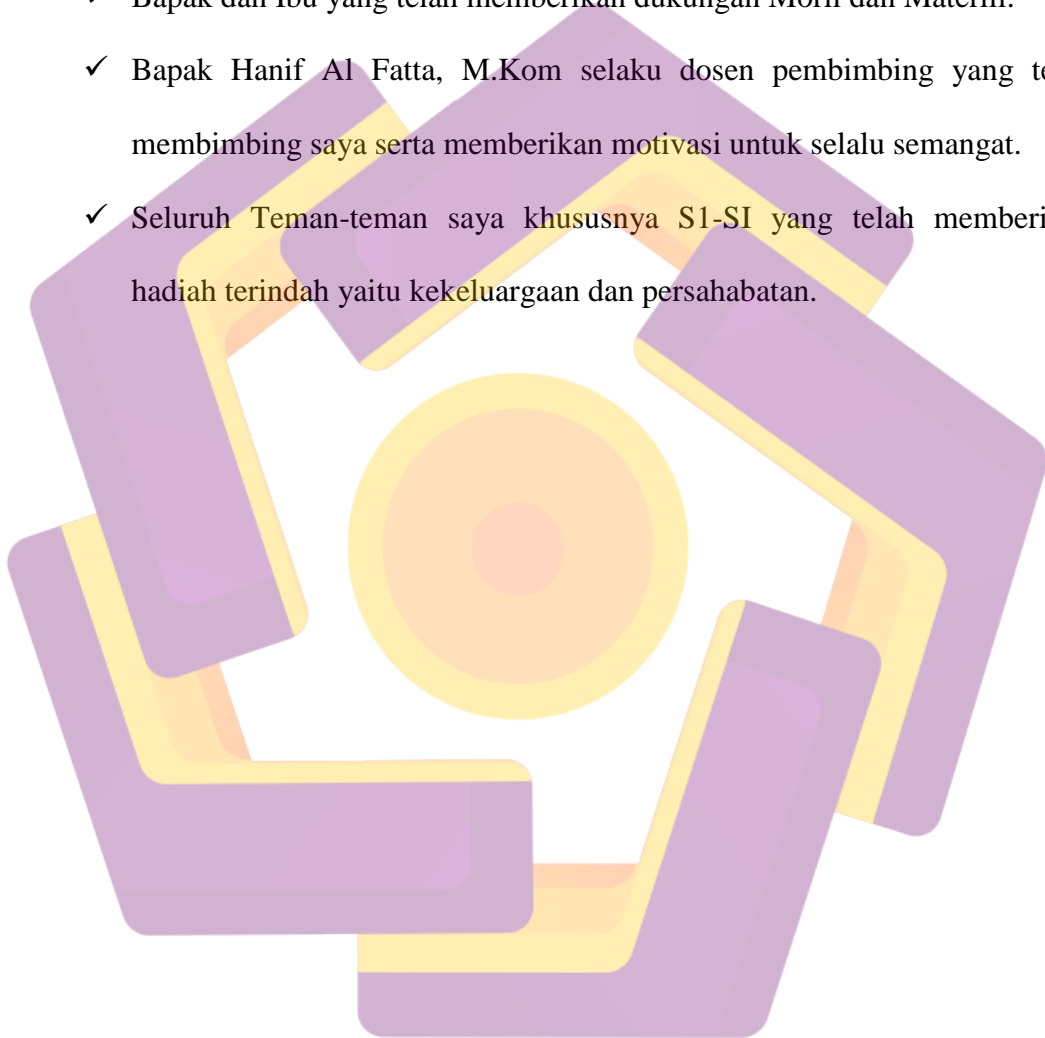 ✓ Bapak dan Ibu yang telah memberikan dukungan Moril dan Materiil.
✓ Bapak Hanif Al Fatta, M.Kom selaku dosen pembimbing yang te
membimbing saya serta memberikan motivasi untuk selalu semangat.
✓ Seluruh Teman-teman saya khususnya S1-SI yang telah memberi
hadiah terindah yaitu kekeluargaan dan persahabatan.